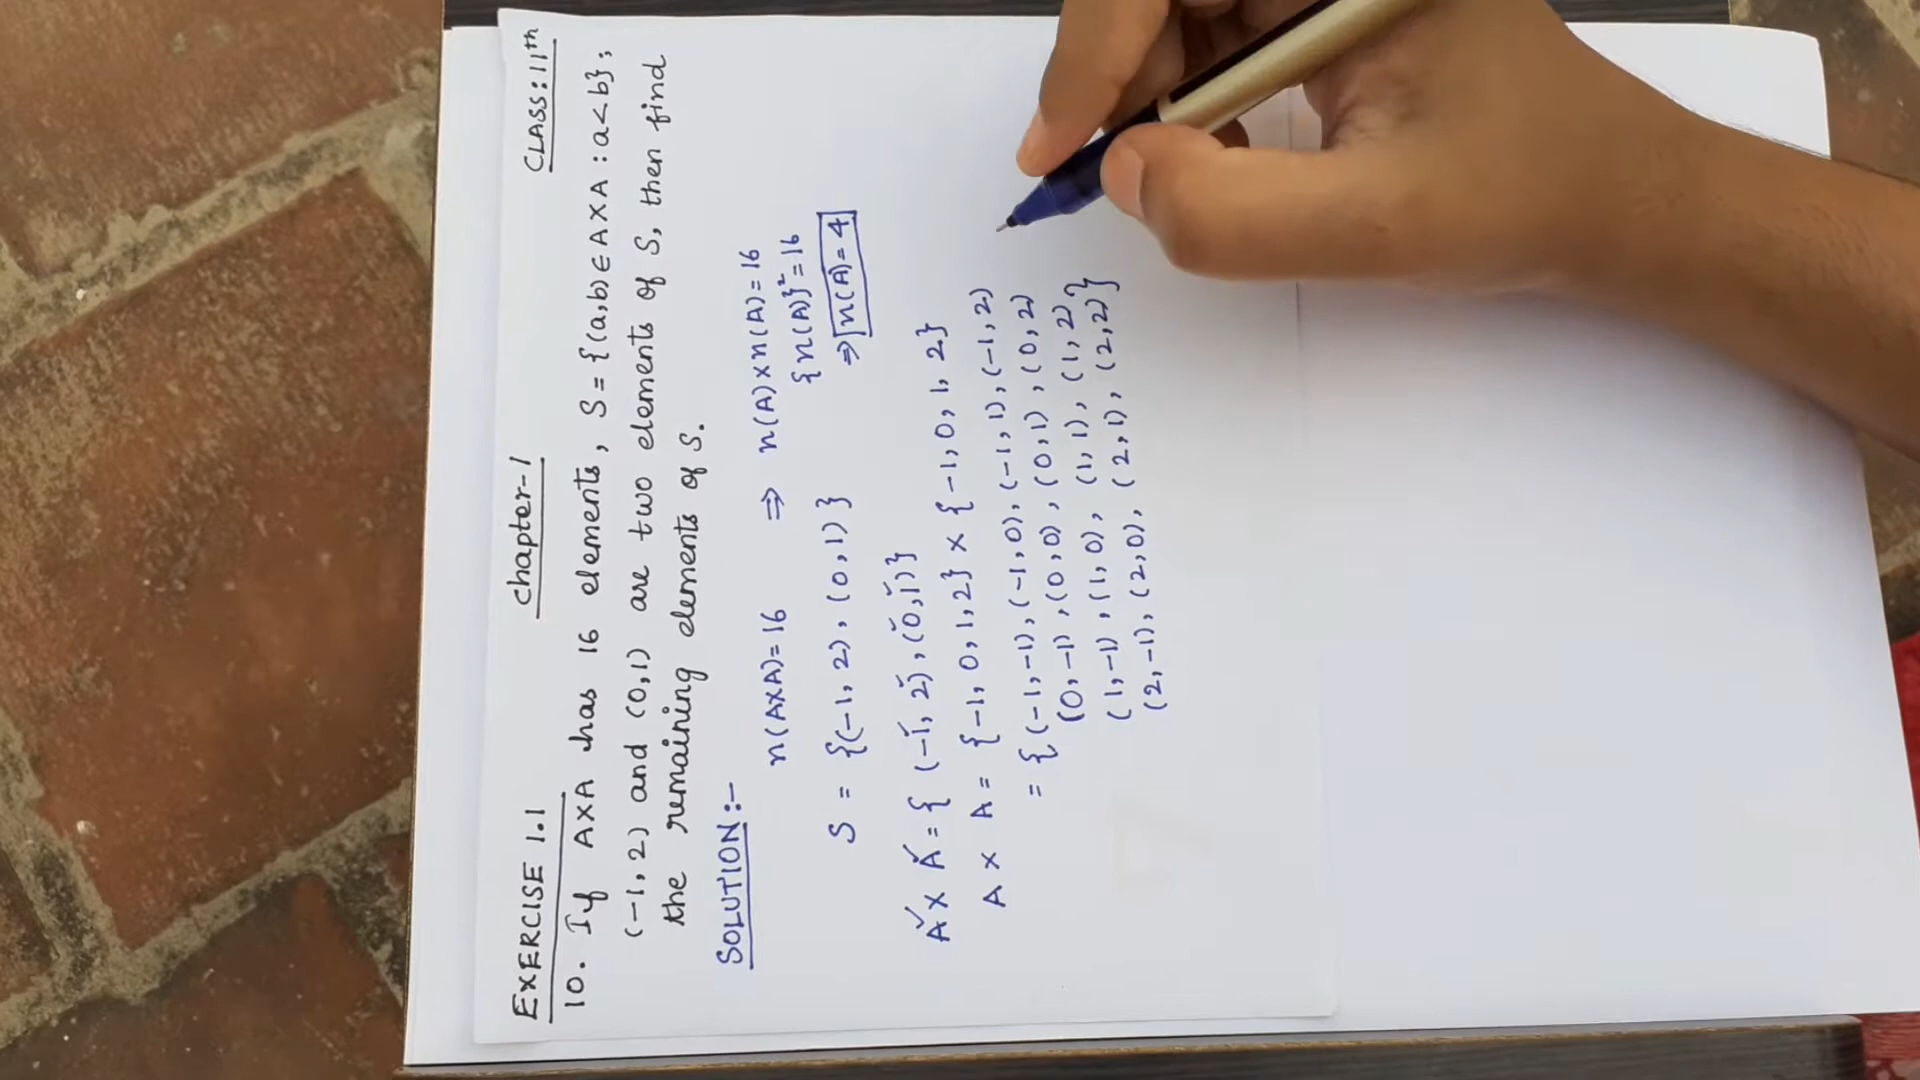 EXERCISE 1.1 Chapter-1 CLASS:11th
10. If AXA has 16 elements, S = {(a,b) ∈ A X A : a < b};
(-1,2) and (0,1) are two elements of S, then find
the remaining elements of S.
SOLUTION:-
n(AXA)=16 ⇒ n(A)×n(A)=16
{n(A)}²=16
S = {(-1,2), (0,1)} ⇒ n(A)=4
A × A = {(-1,2), (0,1)}
A × A = {-1,0,1,2} × {-1,0,1,2}
= {(-1,-1),(-1,0),(-1,1),(-1,2)
(0,-1),(0,0),(0,1),(0,2)
(1,-1),(1,0),(1,1),(1,2)
(2,-1),(2,0),(2,1),(2,2)}